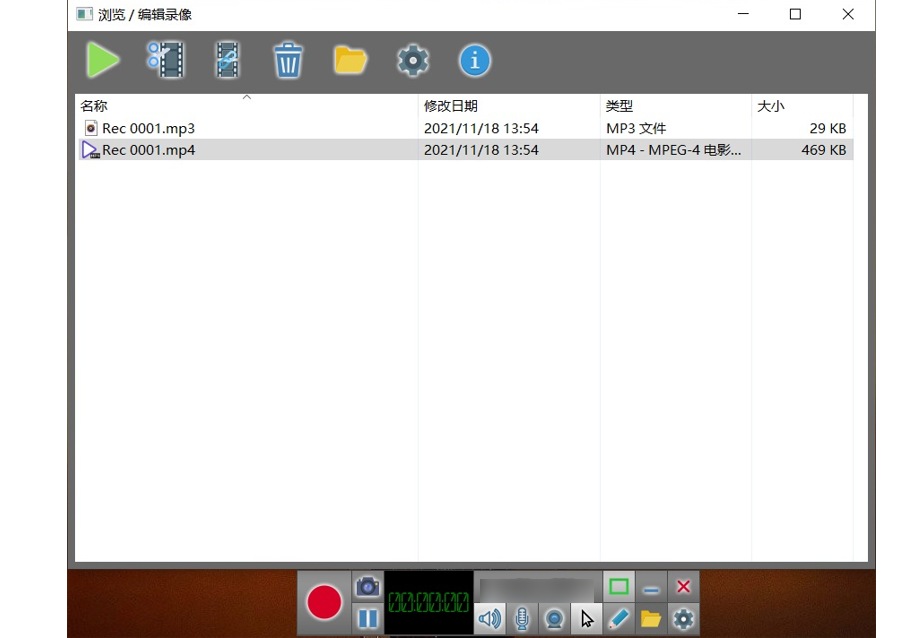 浏览 / 编辑录像
名称 修改日期 类型 大小
Rec 0001.mp3 2021/11/18 13:54 MP3 文件 29 KB
Rec 0001.mp4 2021/11/18 13:54 MP4 - MPEG-4 电影... 469 KB
00:00:00